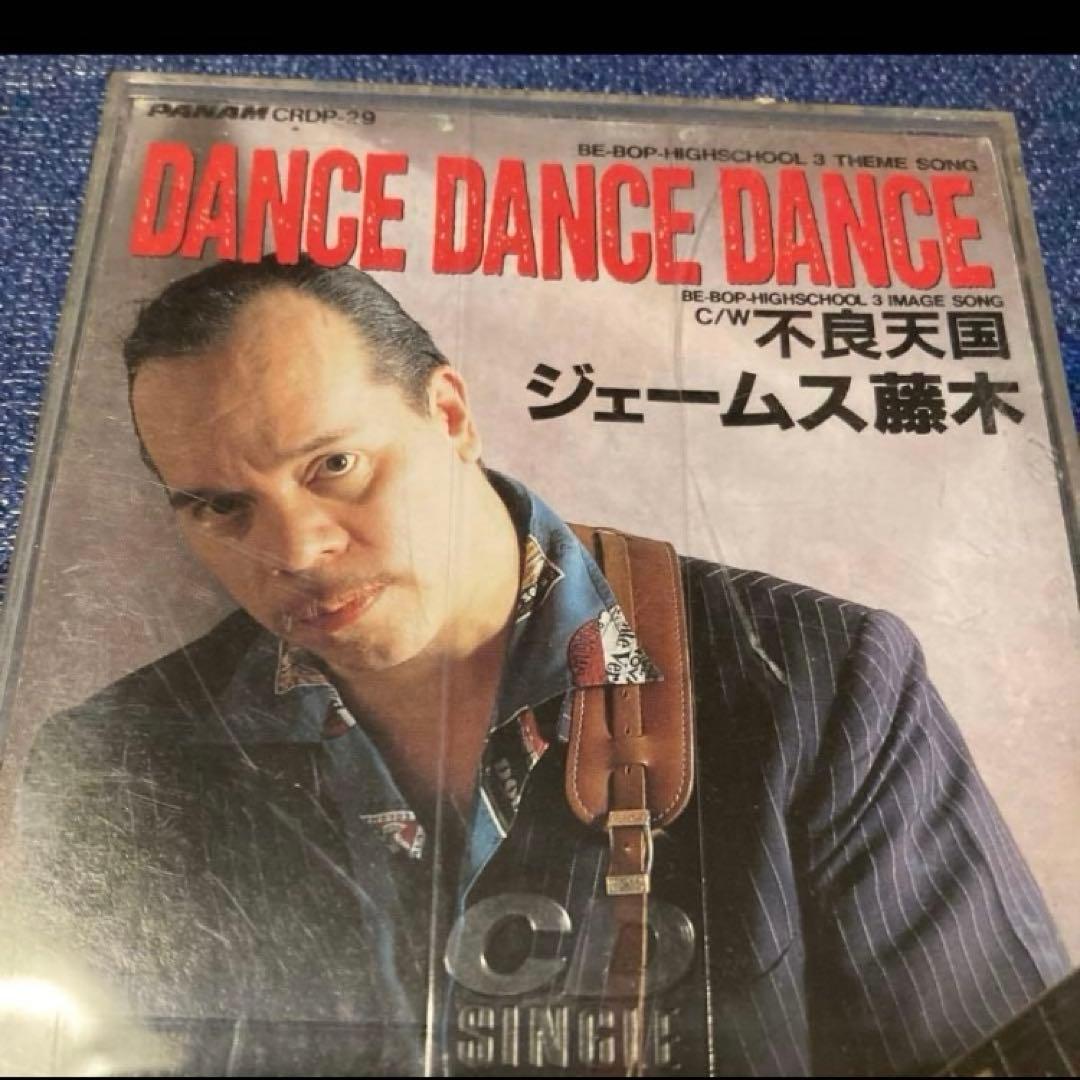 PANAM CRDP-29
BE-BOP-HIGHSCHOOL 3 THEME SONG
DANCE DANCE DANCE
BE-BOP-HIGHSCHOOL 3 IMAGE SONG
C/W 不良天国
ジェームス藤木
CD
SINGLE